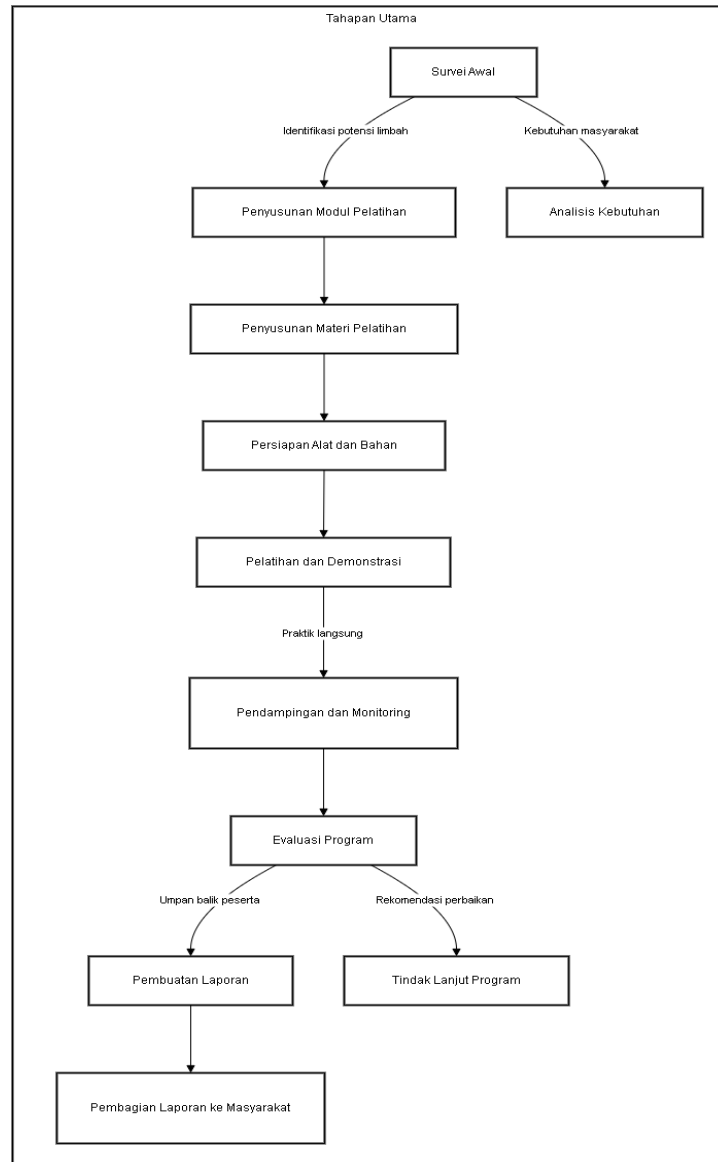 Tahapan Utama
Survei Awal
Identifikasi potensi limbah
Kebutuhan masyarakat
Penyusunan Modul Pelatihan
Analisis Kebutuhan
Penyusunan Materi Pelatihan
Persiapan Alat dan Bahan
Pelatihan dan Demonstrasi
Praktik langsung
Pendampingan dan Monitoring
Evaluasi Program
Umpan balik peserta
Rekomendasi perbaikan
Pembuatan Laporan
Tindak Lanjut Program
Pembagian Laporan ke Masyarakat